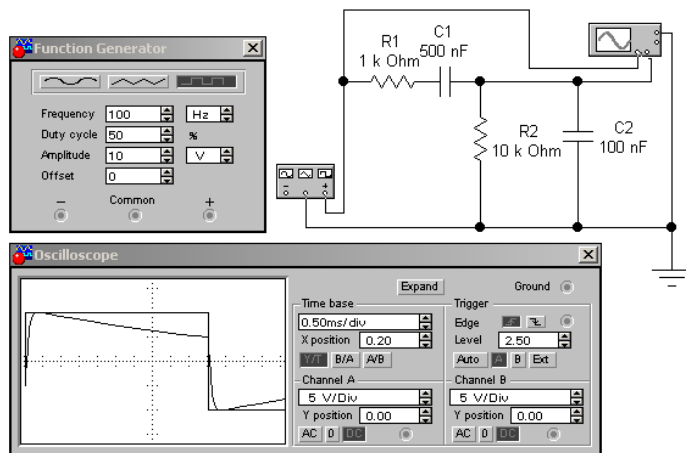 Function Generator
Frequency 100 Hz
Duty cycle 50 %
Amplitude 10 V
Offset 0
− Common +
R1
1 k Ohm
C1
500 nF
R2
10 k Ohm
C2
100 nF
− +
Oscilloscope
Expand Ground
Time base
0.50ms/div
X position 0.20
Y/T B/A A/B
Trigger
Edge
Level 2.50
Auto A B Ext
Channel A
5 V/Div
Y position 0.00
AC 0 DC
Channel B
5 V/Div
Y position 0.00
AC 0 DC